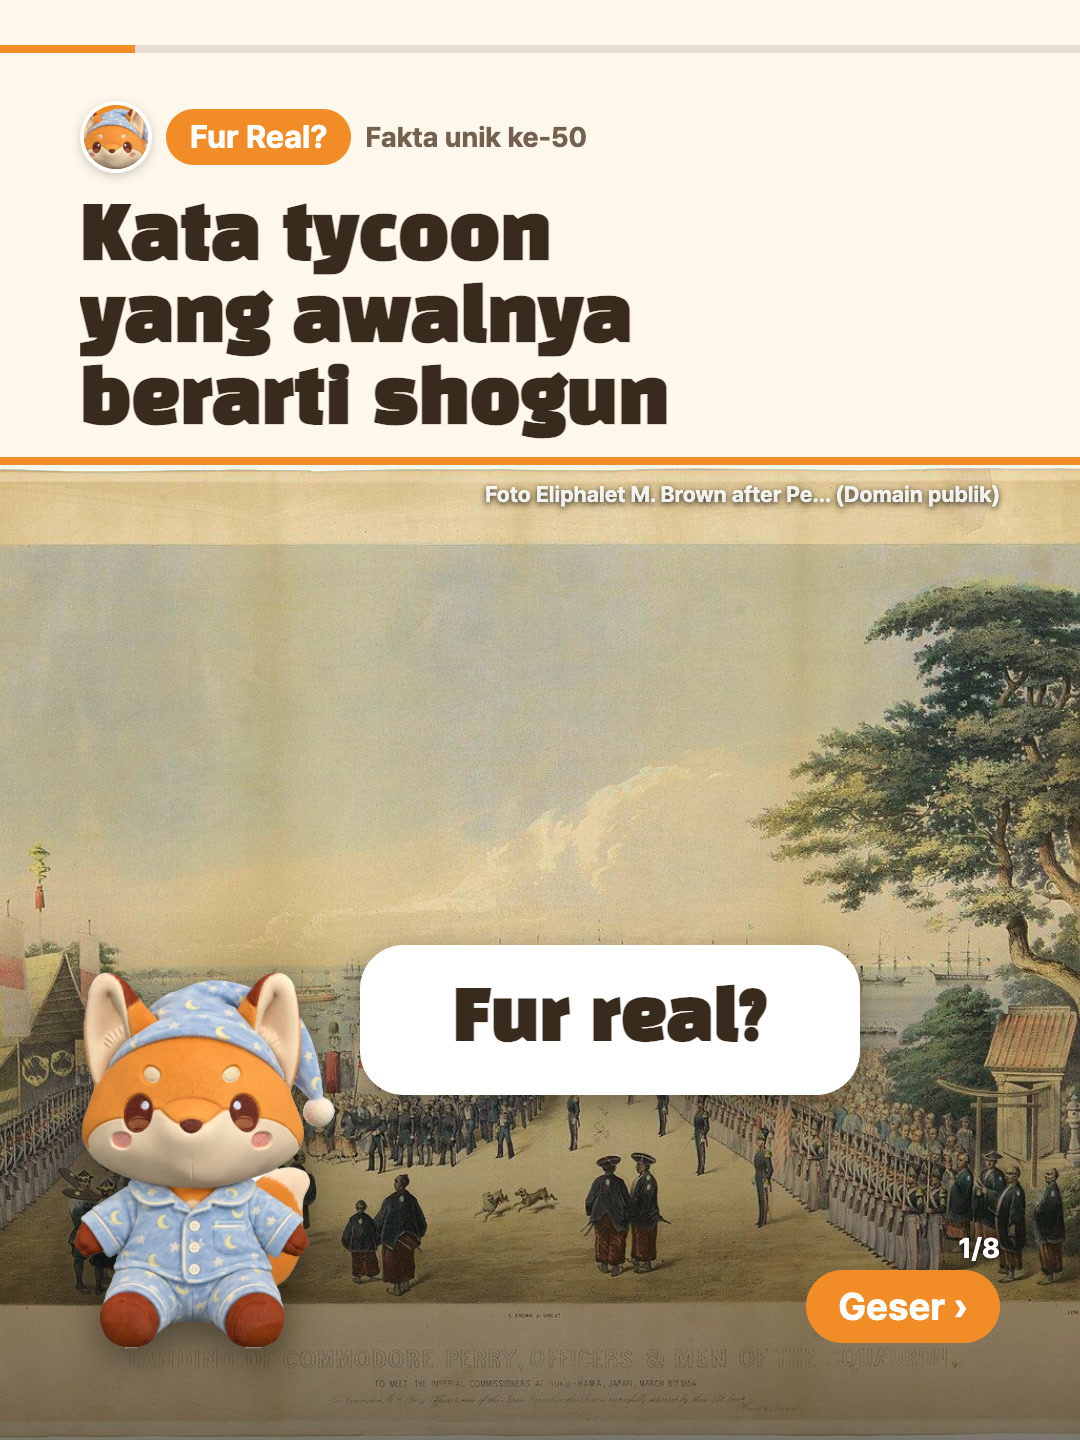 Fur Real?
Fakta unik ke-50
Kata tycoon
yang awalnya
berarti shogun
Foto Eliphalet M. Brown after Pe... (Domain publik)
Fur real?
1/8
Geser ›
LANDING OF COMMODORE PERRY, OFFICERS & MEN OF THE SQUADRON,
TO MEET THE IMPERIAL COMMISSIONERS AT YOKU-HAMA, JAPAN, MARCH 8TH 1854